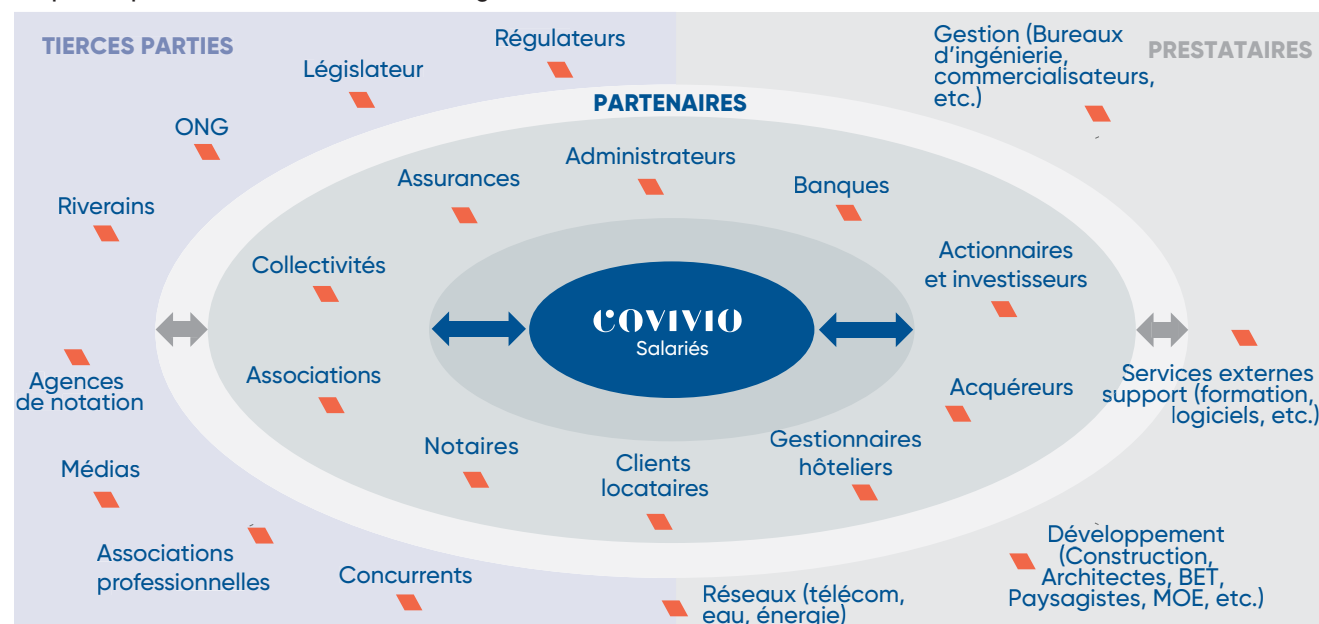 TIERCES PARTIES
Régulateurs
Législateur
ONG
Riverains
Agences
de notation
Médias
Associations
professionnelles
Concurrents
PARTENAIRES
Administrateurs
Assurances
Banques
Collectivités
Actionnaires
et investisseurs
COVIVIO
Salariés
Associations
Acquéreurs
Notaires
Clients
locataires
Gestionnaires
hôteliers
PRESTATAIRES
Gestion (Bureaux
d'ingénierie,
commercialisateurs,
etc.)
Services externes
support (formation,
logiciels, etc.)
Développement
(Construction,
Architectes, BET,
Paysagistes, MOE, etc.)
Réseaux (télécom,
eau, énergie)